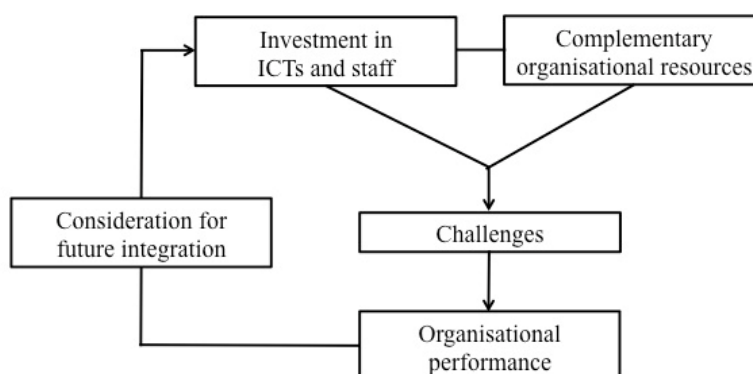 Investment in
ICTs and staff
Complementary
organisational resources
Consideration for
future integration
Challenges
Organisational
performance